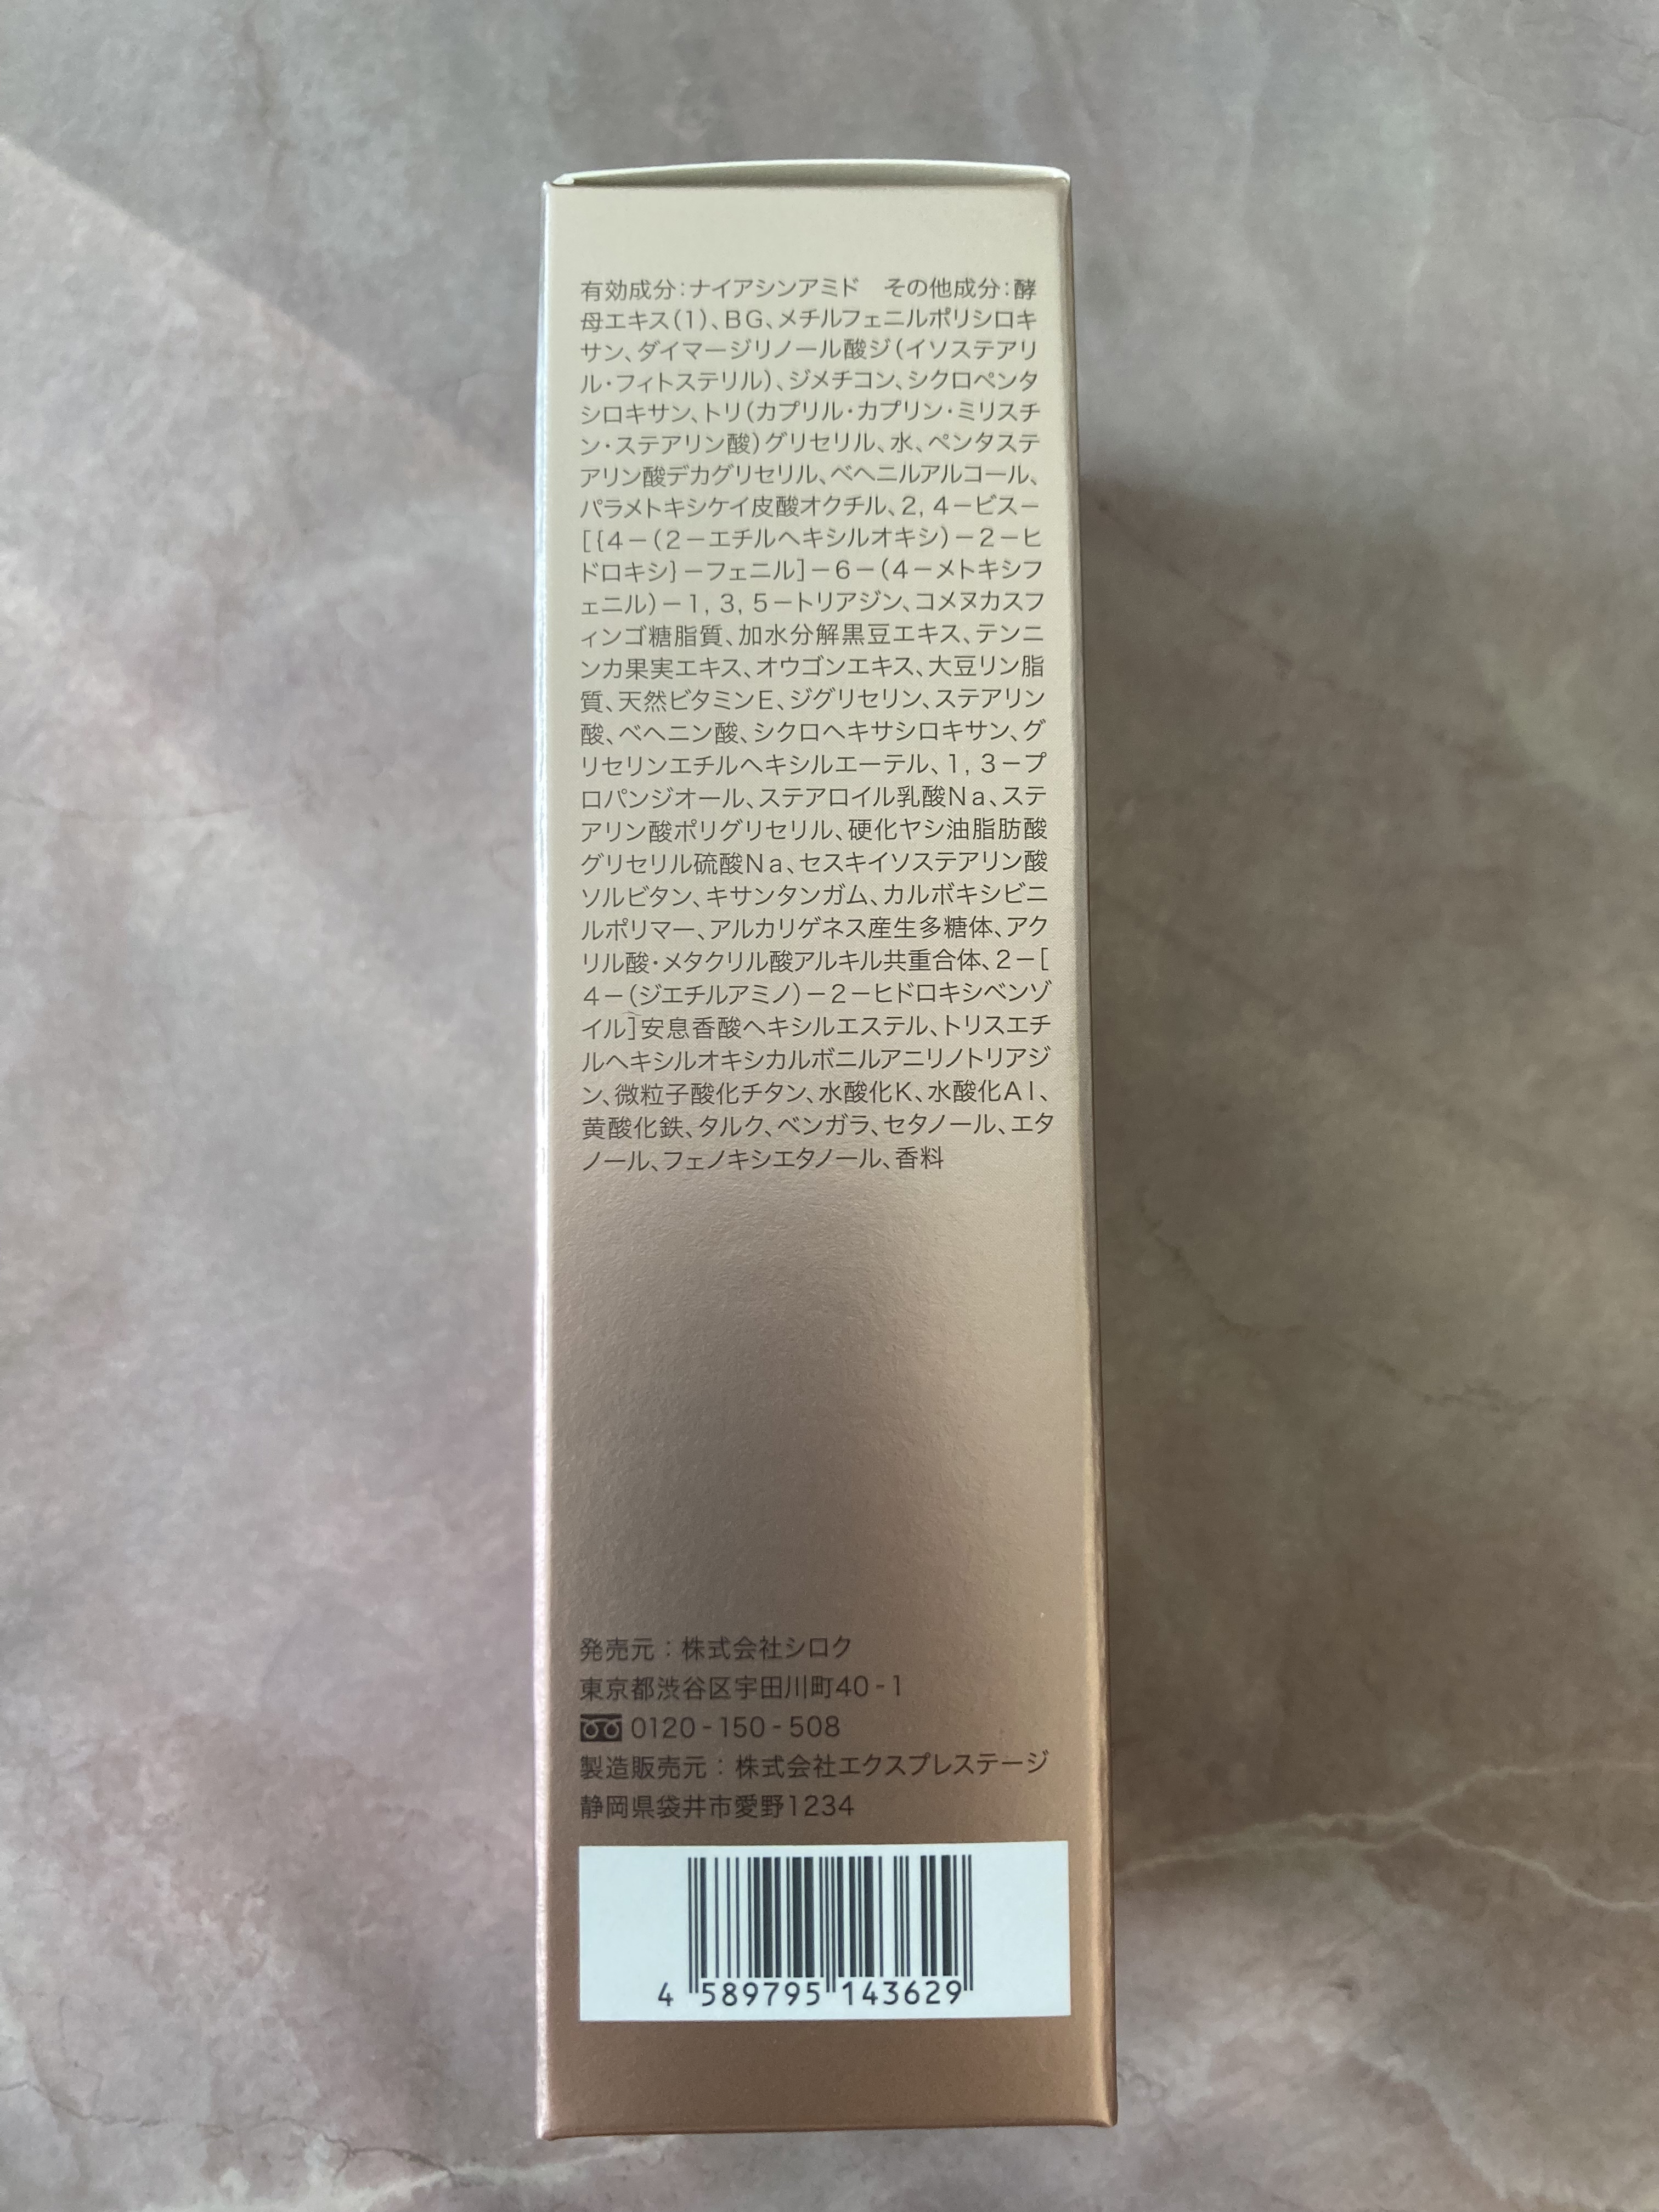 有効成分：ナイアシンアミド　その他成分：酵
母エキス（1）、BG、メチルフェニルポリシロキ
サン、ダイマージリノール酸ジ（イソステアリ
ル・フィトステリル）、ジメチコン、シクロペンタ
シロキサン、トリ（カプリル・カプリン・ミリスチ
ン・ステアリン酸）グリセリル、水、ペンタステ
アリン酸デカグリセリル、ベヘニルアルコール、
パラメトキシケイ皮酸オクチル、2，4－ビス－
［｛4－（2－エチルヘキシルオキシ）－2－ヒ
ドロキシ｝－フェニル］－6－（4－メトキシフ
ェニル）－1，3，5－トリアジン、コメヌカスフ
ィンゴ糖脂質、加水分解黒豆エキス、テンニ
ンカ果実エキス、オウゴンエキス、大豆リン脂
質、天然ビタミンE、ジグリセリン、ステアリン
酸、ベヘニン酸、シクロヘキサシロキサン、グ
リセリンエチルヘキシルエーテル、1，3－プ
ロパンジオール、ステアロイル乳酸Na、ステ
アリン酸ポリグリセリル、硬化ヤシ油脂肪酸
グリセリル硫酸Na、セスキイソステアリン酸
ソルビタン、キサンタンガム、カルボキシビニ
ルポリマー、アルカリゲネス産生多糖体、アク
リル酸・メタクリル酸アルキル共重合体、2－［
4－（ジエチルアミノ）－2－ヒドロキシベンゾ
イル］安息香酸ヘキシルエステル、トリスエチ
ルヘキシルオキシカルボニルアニリノトリアジ
ン、微粒子酸化チタン、水酸化K、水酸化Al、
黄酸化鉄、タルク、ベンガラ、セタノール、エタ
ノール、フェノキシエタノール、香料
発売元：株式会社シロク
東京都渋谷区宇田川町40-1
0120-150-508
製造販売元：株式会社エクスプレステージ
静岡県袋井市愛野1234
4 589795 143629